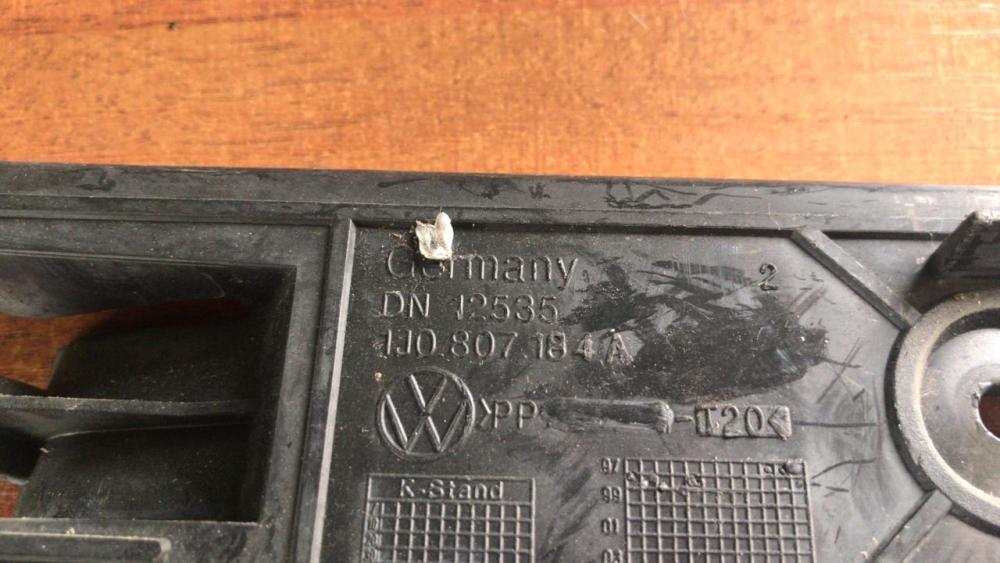 Germany
2
DN 12535
1J0.807.184 A
>PP -T20<
K-Stand
97
99
01
03